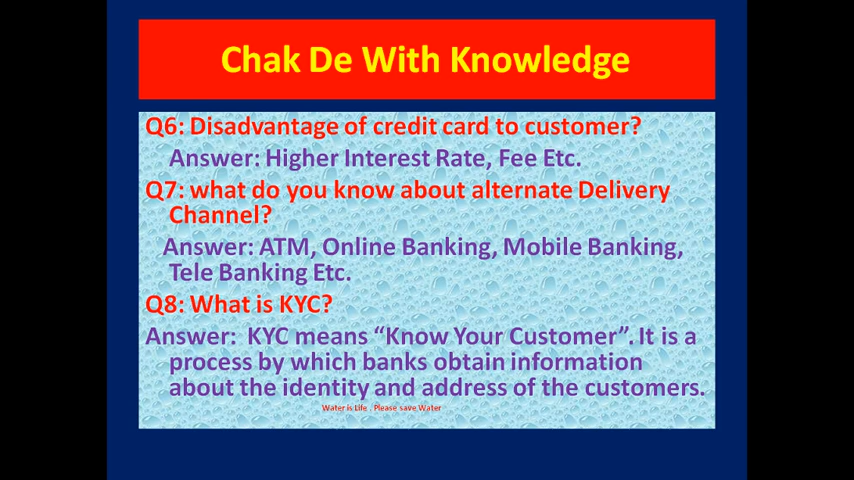 Chak De With Knowledge
Q6: Disadvantage of credit card to customer?
Answer: Higher Interest Rate, Fee Etc.
Q7: what do you know about alternate Delivery
Channel?
Answer: ATM, Online Banking, Mobile Banking,
Tele Banking Etc.
Q8: What is KYC?
Answer:  KYC means “Know Your Customer”. It is a
process by which banks obtain information
about the identity and address of the customers.
Water is Life . Please save Water